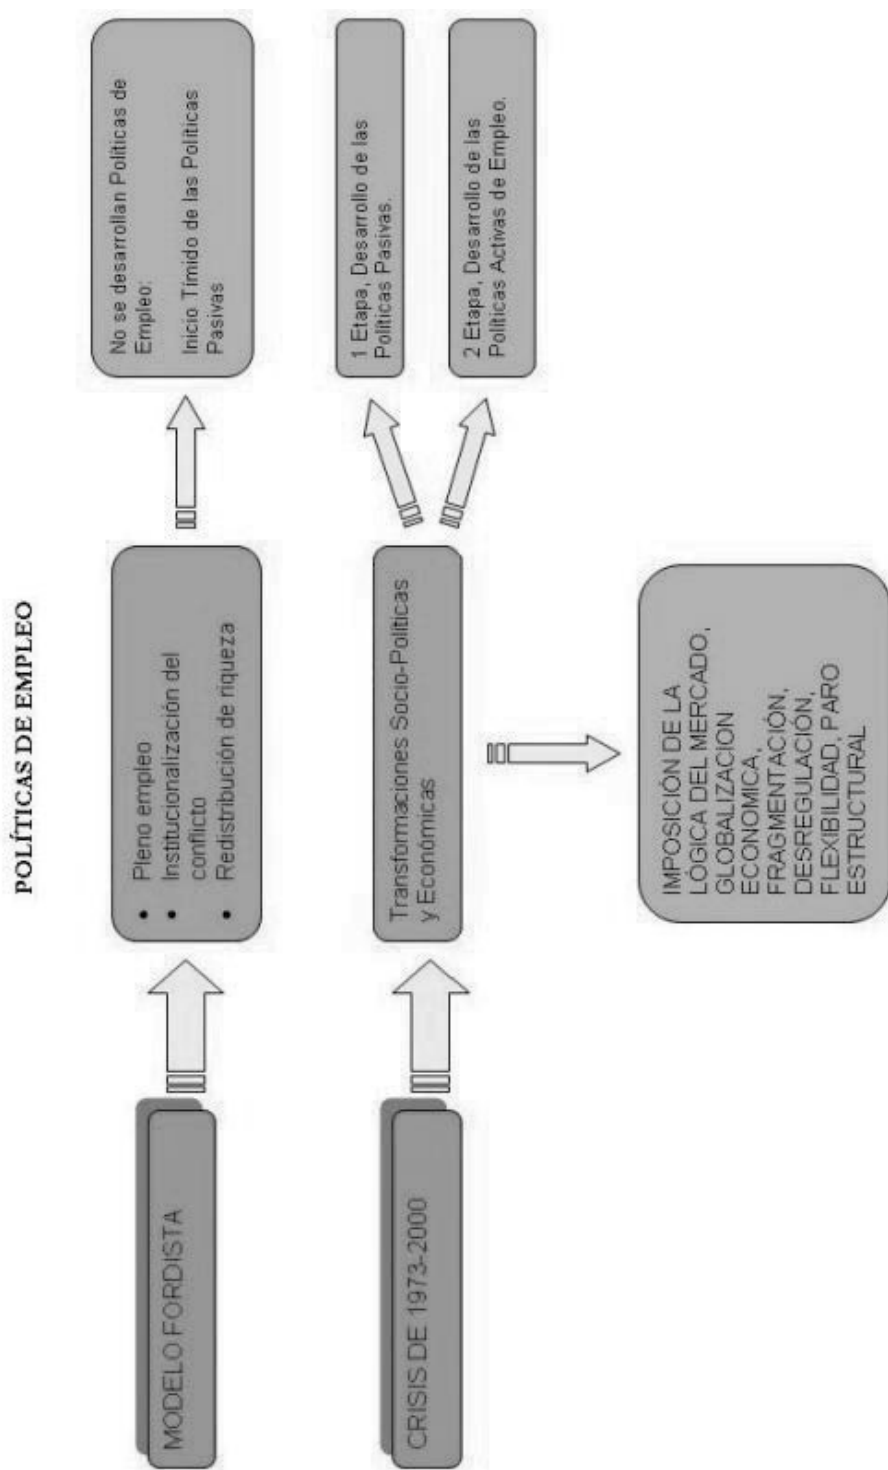 POLÍTICAS DE EMPLEO
MODELO FORDISTA
• Pleno empleo
• Institucionalización del
conflicto
• Redistribución de riqueza
No se desarrollan Políticas de
Empleo:
Inicio Tímido de las Políticas
Pasivas
CRISIS DE 1973-2000
Transformaciones Socio-Políticas
y Económicas
1 Etapa, Desarrollo de las
Políticas Pasivas.
2 Etapa, Desarrollo de las
Políticas Activas de Empleo.
IMPOSICIÓN DE LA
LÓGICA DEL MERCADO,
GLOBALIZACION
ECONOMICA,
FRAGMENTACIÓN,
DESREGULACIÓN,
FLEXIBILIDAD, PARO
ESTRUCTURAL